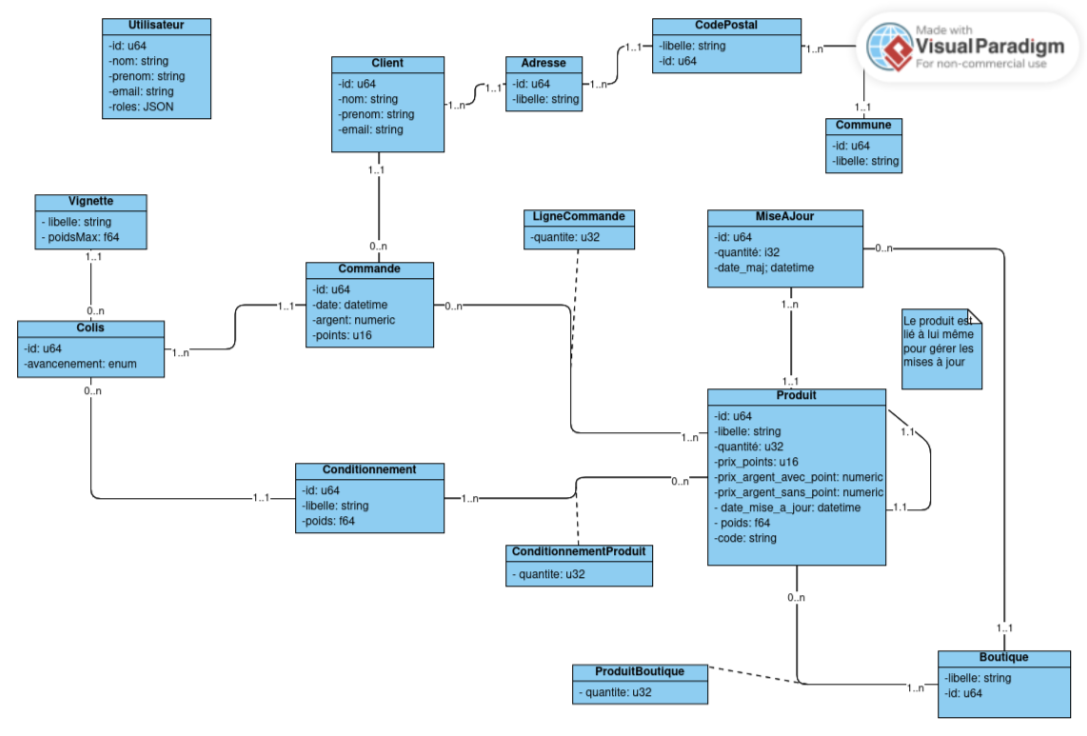 Utilisateur
-id: u64
-nom: string
-prenom: string
-email: string
-roles: JSON
Client
-id: u64
-nom: string
-prenom: string
-email: string
1..n
1..1
Adresse
-id: u64
-libelle: string
1..n
1..1
CodePostal
-libelle: string
-id: u64
1..n
Made with
Visual Paradigm
For non-commercial use
1..1
Commune
-id: u64
-libelle: string
1..1
0..n
Vignette
- libelle: string
- poidsMax: f64
1..1
0..n
Colis
-id: u64
-avancenement: enum
1..n
1..1
0..n
Commande
-id: u64
-date: datetime
-argent: numeric
-points: u16
0..n
1..n
LigneCommande
-quantite: u32
MiseAJour
-id: u64
-quantité: i32
-date_maj; datetime
0..n
1..n
1..1
Le produit est
lié à lui même
pour gérer les
mises à jour
Produit
-id: u64
-libelle: string
-quantité: u32
-prix_points: u16
-prix_argent_avec_point: numeric
-prix_argent_sans_point: numeric
- date_mise_a_jour: datetime
- poids: f64
-code: string
1.1
1.1
Conditionnement
-id: u64
-libelle: string
-poids: f64
1..1
1..n
0..n
ConditionnementProduit
- quantite: u32
0..n
1..n
1..1
ProduitBoutique
- quantite: u32
Boutique
-libelle: string
-id: u64